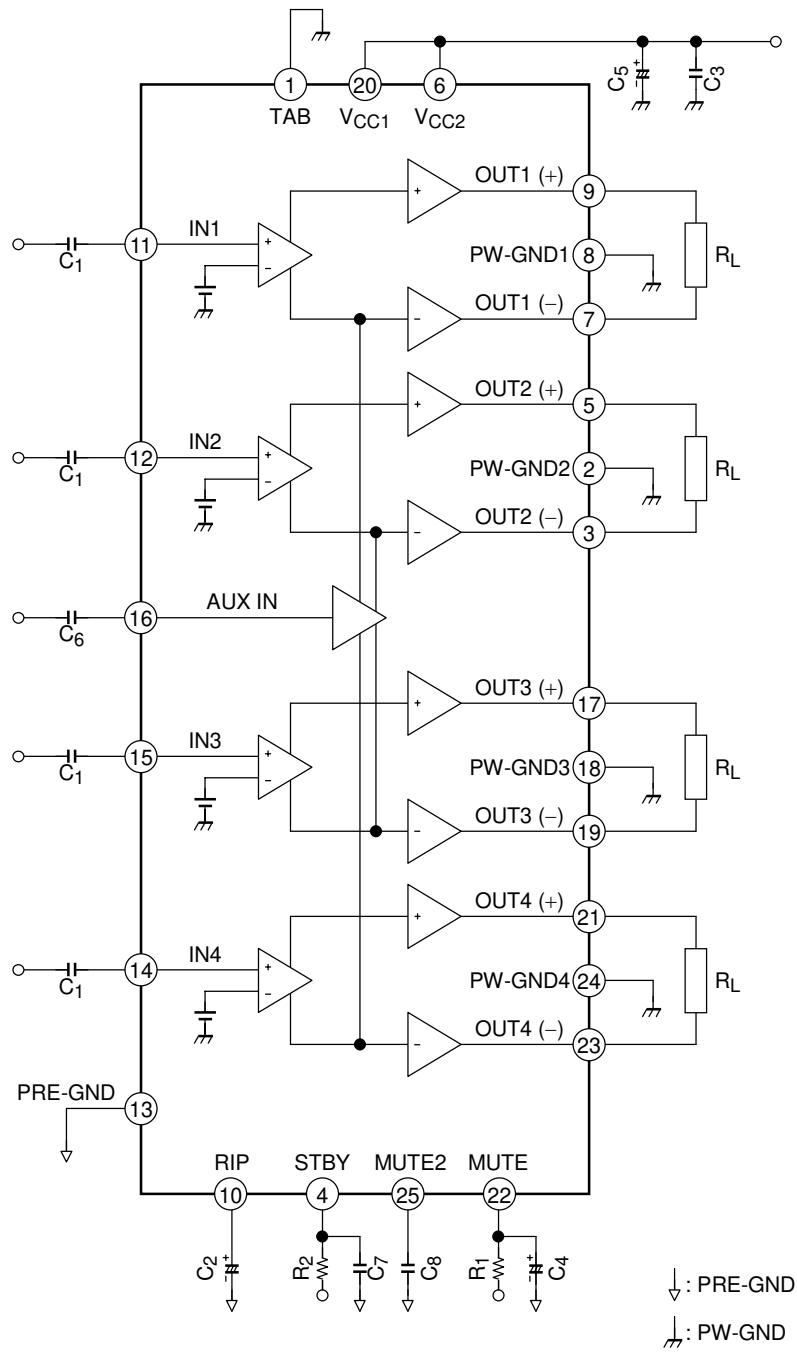 1
20
6
TAB
VCC1
VCC2
C5
+
-
C3
OUT1 (+)
9
IN1
11
C1
+
-
+
PW-GND1
8
RL
OUT1 (−)
-
7
OUT2 (+)
+
5
IN2
12
C1
+
-
PW-GND2
2
RL
OUT2 (−)
-
3
AUX IN
16
C6
OUT3 (+)
+
17
IN3
15
C1
+
-
PW-GND3
18
RL
OUT3 (−)
-
19
OUT4 (+)
+
21
IN4
14
C1
+
-
PW-GND4
24
RL
OUT4 (−)
-
23
PRE-GND
13
RIP
STBY
MUTE2
MUTE
10
4
25
22
C2
+
-
R2
C7
C8
R1
C4
+
-
: PRE-GND
: PW-GND